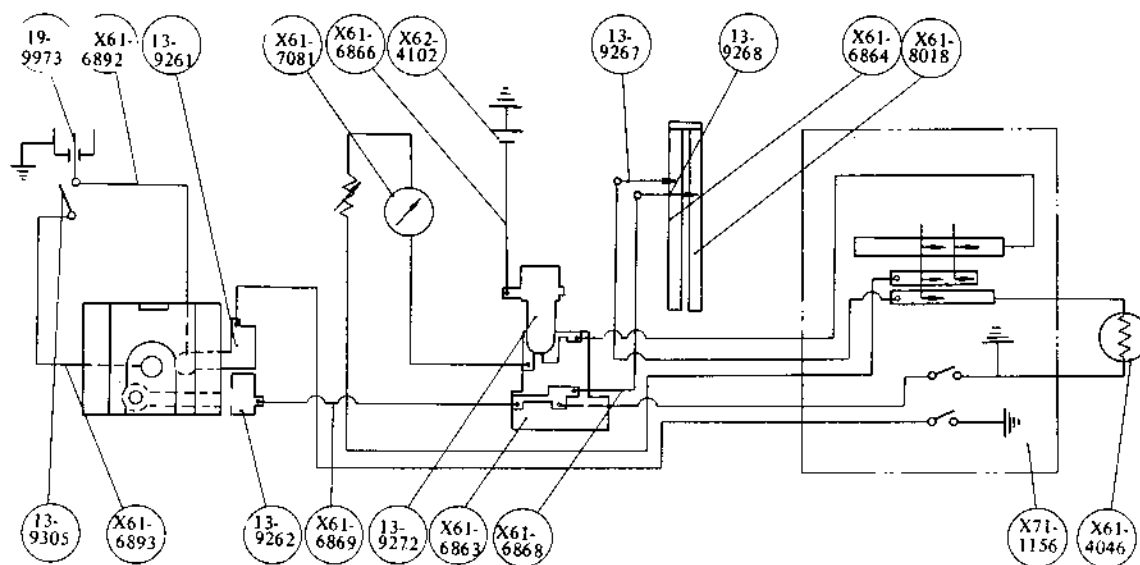 19-
9973
X61-
6892
13-
9261
X61-
7081
X61-
6866
X62-
4102
13-
9267
13-
9268
X61-
6864
X61-
8018
13-
9305
X61-
6893
13-
9262
X61-
6869
13-
9272
X61-
6863
X61-
6868
X71-
1156
X61-
4046